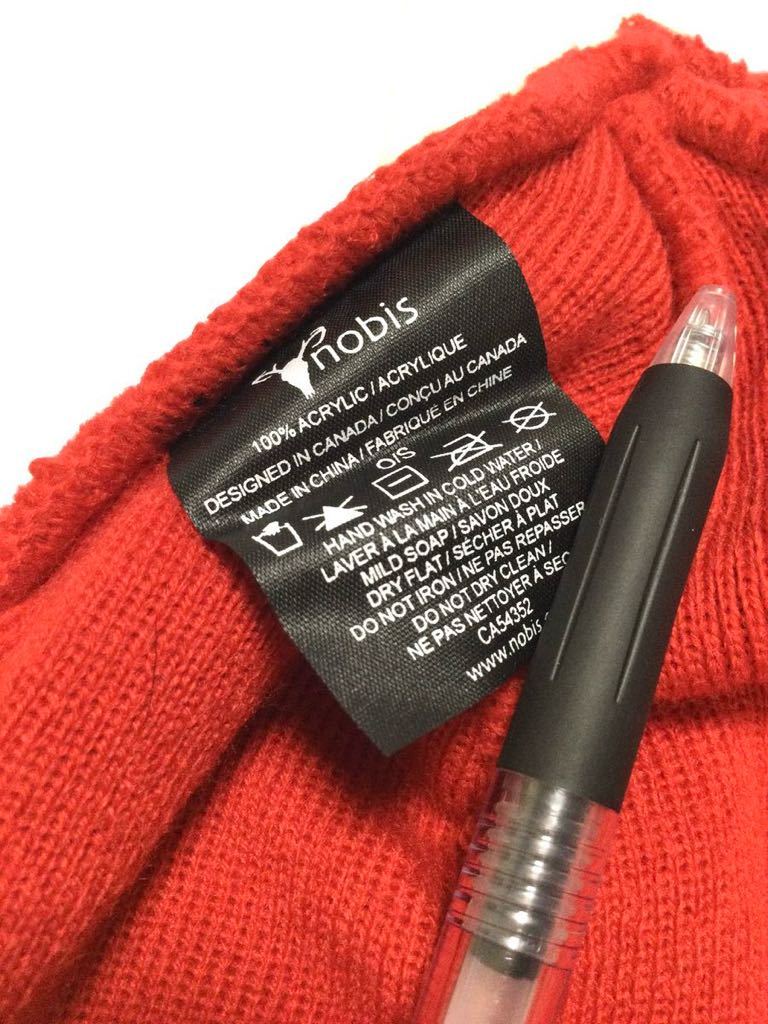 nobis
100% ACRYLIC / ACRYLIQUE
DESIGNED IN CANADA / CONÇU AU CANADA
MADE IN CHINA / FABRIQUÉ EN CHINE
HAND WASH IN COLD WATER /
LAVER À LA MAIN À L'EAU FROIDE
MILD SOAP / SAVON DOUX
DRY FLAT / SÉCHER À PLAT
DO NOT IRON / NE PAS REPASSER
DO NOT DRY CLEAN /
NE PAS NETTOYER À SEC
CA54352
www.nobis.